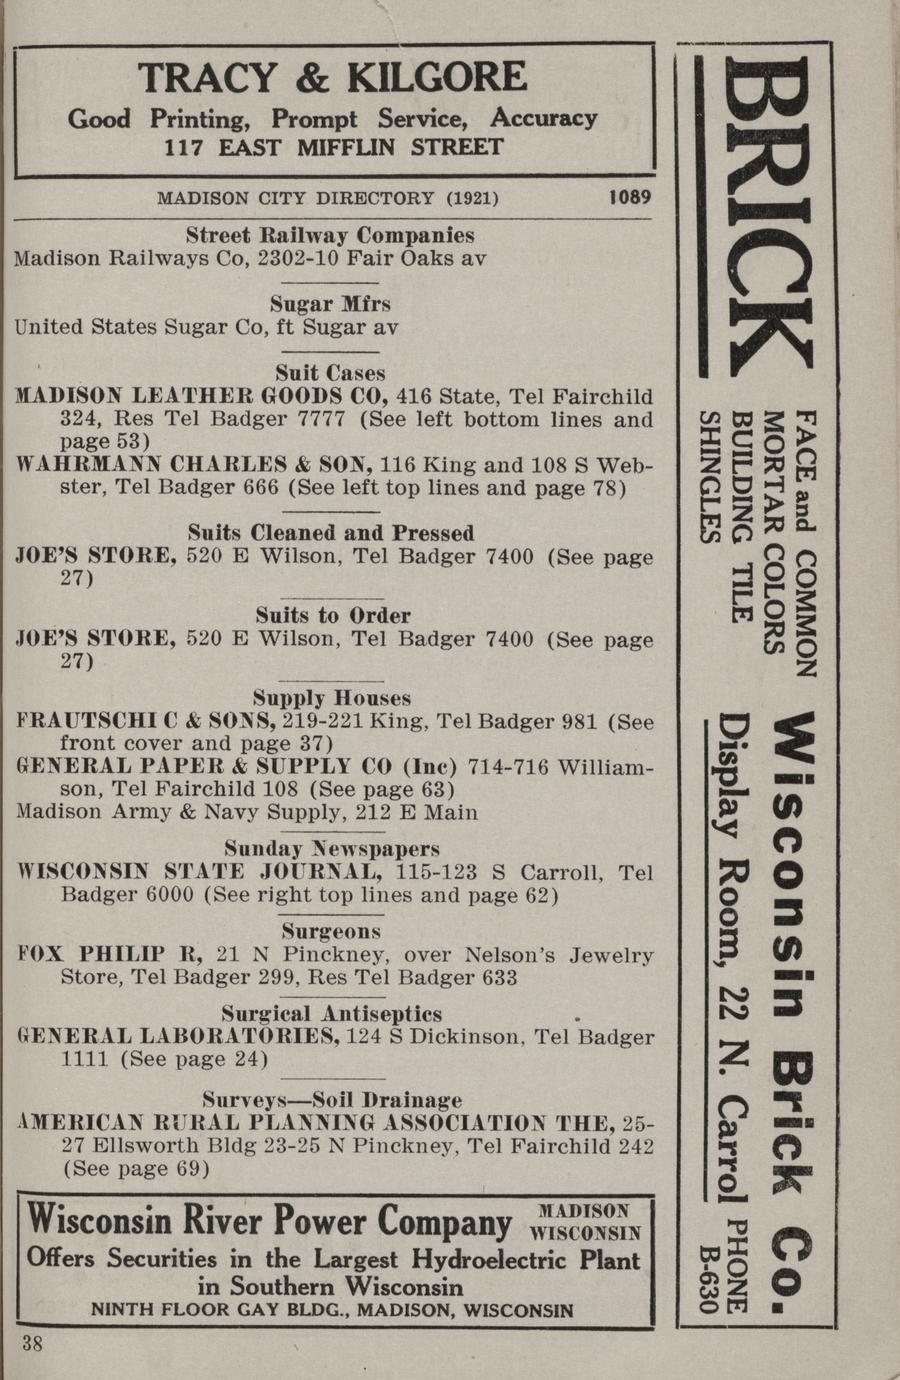 TRACY & KILGORE
Good Printing, Prompt Service, Accuracy
117 EAST MIFFLIN STREET
MADISON CITY DIRECTORY (1921) 1089
Street Railway Companies
Madison Railways Co, 2302-10 Fair Oaks av
Sugar Mfrs
United States Sugar Co, ft Sugar av
Suit Cases
MADISON LEATHER GOODS CO, 416 State, Tel Fairchild
324, Res Tel Badger 7777 (See left bottom lines and
page 53)
WAHRMANN CHARLES & SON, 116 King and 108 S Web-
ster, Tel Badger 666 (See left top lines and page 78)
Suits Cleaned and Pressed
JOE'S STORE, 520 E Wilson, Tel Badger 7400 (See page
27)
Suits to Order
JOE'S STORE, 520 E Wilson, Tel Badger 7400 (See page
27)
Supply Houses
FRAUTSCHI C & SONS, 219-221 King, Tel Badger 981 (See
front cover and page 37)
GENERAL PAPER & SUPPLY CO (Inc) 714-716 William-
son, Tel Fairchild 108 (See page 63)
Madison Army & Navy Supply, 212 E Main
Sunday Newspapers
WISCONSIN STATE JOURNAL, 115-123 S Carroll, Tel
Badger 6000 (See right top lines and page 62)
Surgeons
FOX PHILIP R, 21 N Pinckney, over Nelson's Jewelry
Store, Tel Badger 299, Res Tel Badger 633
Surgical Antiseptics
GENERAL LABORATORIES, 124 S Dickinson, Tel Badger
1111 (See page 24)
Surveys—Soil Drainage
AMERICAN RURAL PLANNING ASSOCIATION THE, 25-
27 Ellsworth Bldg 23-25 N Pinckney, Tel Fairchild 242
(See page 69)
Wisconsin River Power Company MADISON
WISCONSIN
Offers Securities in the Largest Hydroelectric Plant
in Southern Wisconsin
NINTH FLOOR GAY BLDG., MADISON, WISCONSIN
38
BRICK
FACE and COMMON
MORTAR COLORS
BUILDING TILE
SHINGLES
Wisconsin Brick Co.
Display Room, 22 N. Carrol
PHONE
B-630